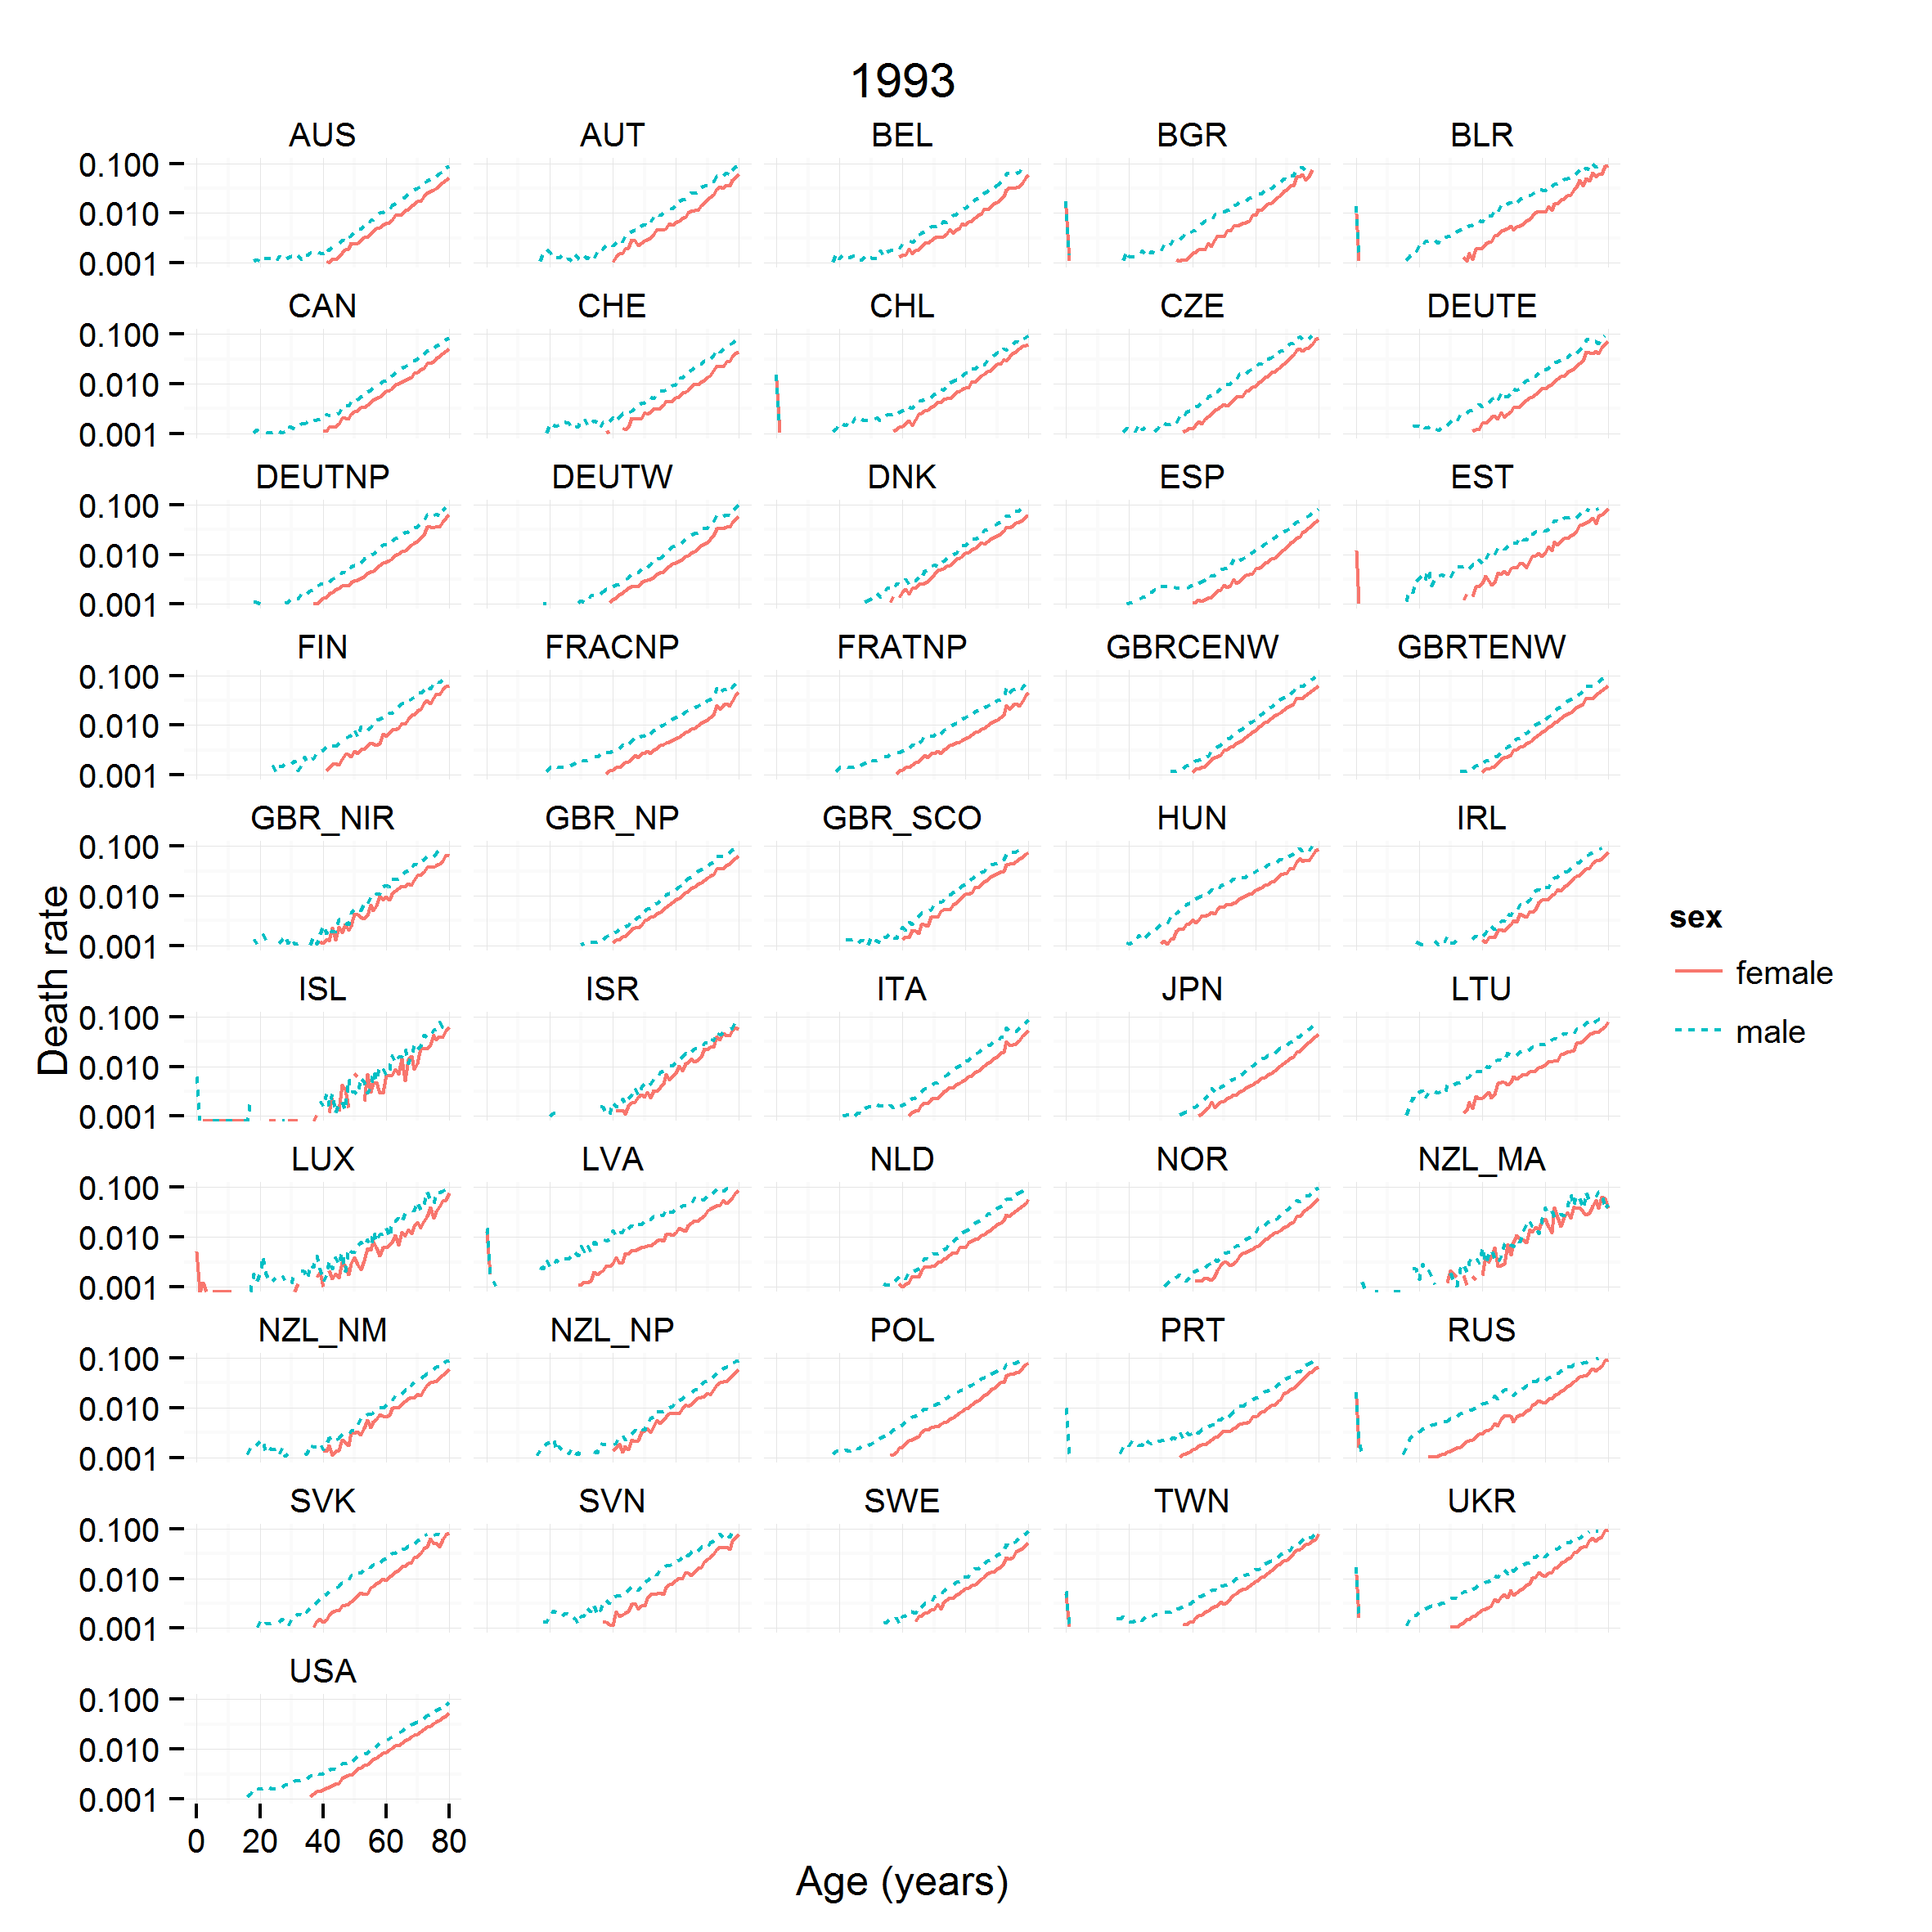 1993
AUS AUT BEL BGR BLR
0.100
0.010
0.001
CAN CHE CHL CZE DEUTE
0.100
0.010
0.001
DEUTNP DEUTW DNK ESP EST
0.100
0.010
0.001
FIN FRACNP FRATNP GBRCENW GBRTENW
0.100
0.010
0.001
GBR_NIR GBR_NP GBR_SCO HUN IRL
0.100
0.010
0.001
ISL ISR ITA JPN LTU
0.100
0.010
0.001
LUX LVA NLD NOR NZL_MA
0.100
0.010
0.001
NZL_NM NZL_NP POL PRT RUS
0.100
0.010
0.001
SVK SVN SWE TWN UKR
0.100
0.010
0.001
USA
0.100
0.010
0.001
0 20 40 60 80
Age (years)
Death rate
sex
female
male